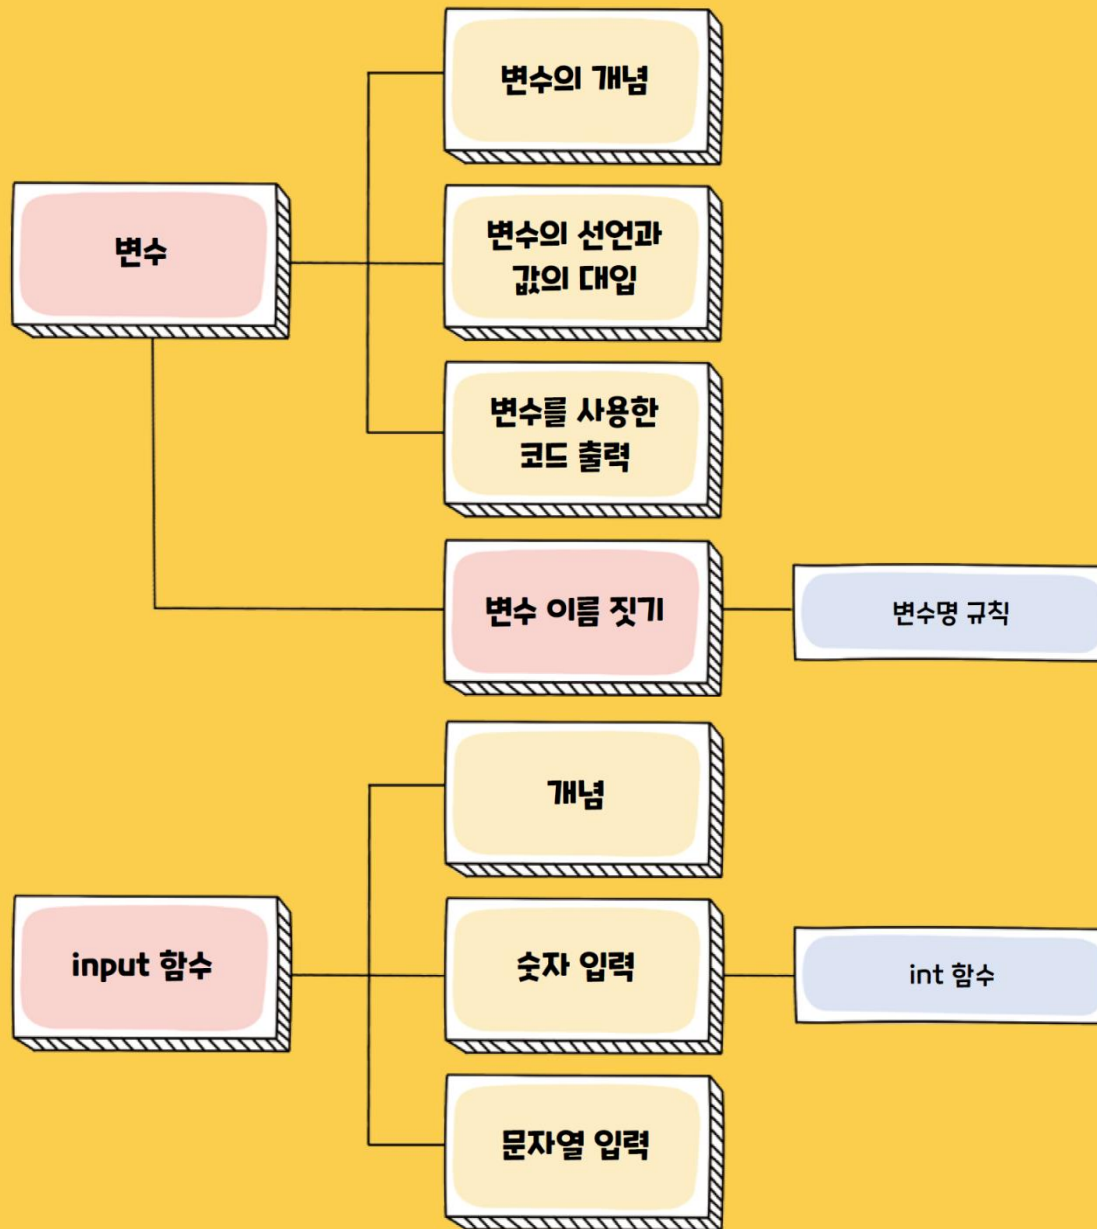 변수
변수의 개념
변수의 선언과
값의 대입
변수를 사용한
코드 출력
변수 이름 짓기
변수명 규칙
input 함수
개념
숫자 입력
int 함수
문자열 입력